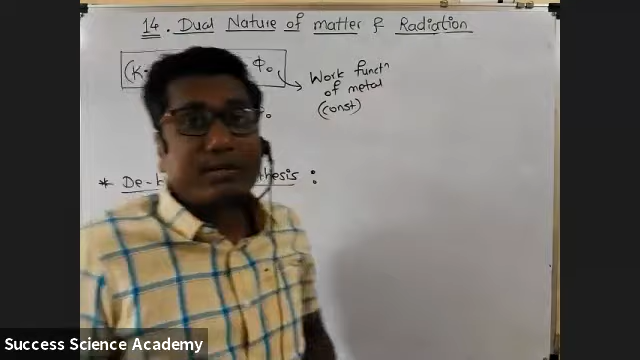 14. Dual Nature of matter & Radiation
(K. Φ₀
Work functn
of metal
(const)
* De- thesis :
Success Science Academy